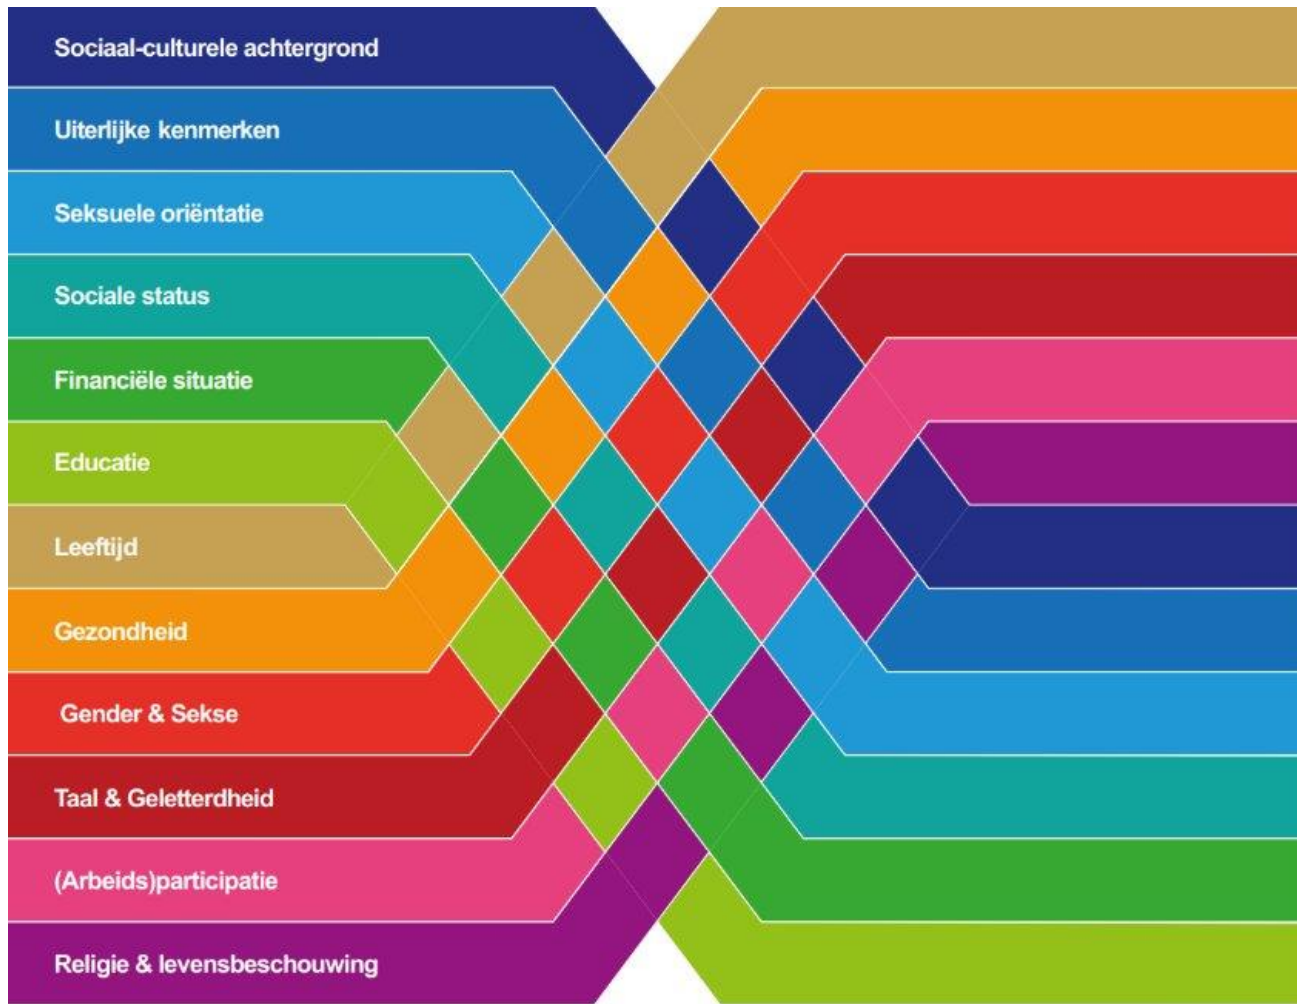 Sociaal-culturele achtergrond
Uiterlijke kenmerken
Seksuele oriëntatie
Sociale status
Financiële situatie
Educatie
Leeftijd
Gezondheid
Gender & Sekse
Taal & Geletterdheid
(Arbeids)participatie
Religie & levensbeschouwing